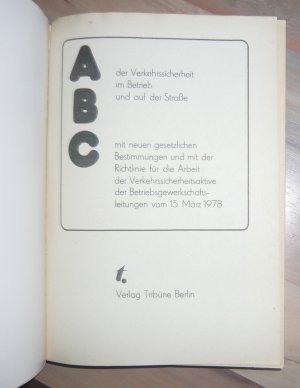 A
B
C
der Verkehrssicherheit
im Betrieb
und auf der Straße
mit neuen gesetzlichen
Bestimmungen und mit der
Richtlinie für die Arbeit
der Verkehrssicherheitsaktive
der Betriebsgewerkschafts-
leitungen vom 15. März 1978
t.
Verlag Tribüne Berlin